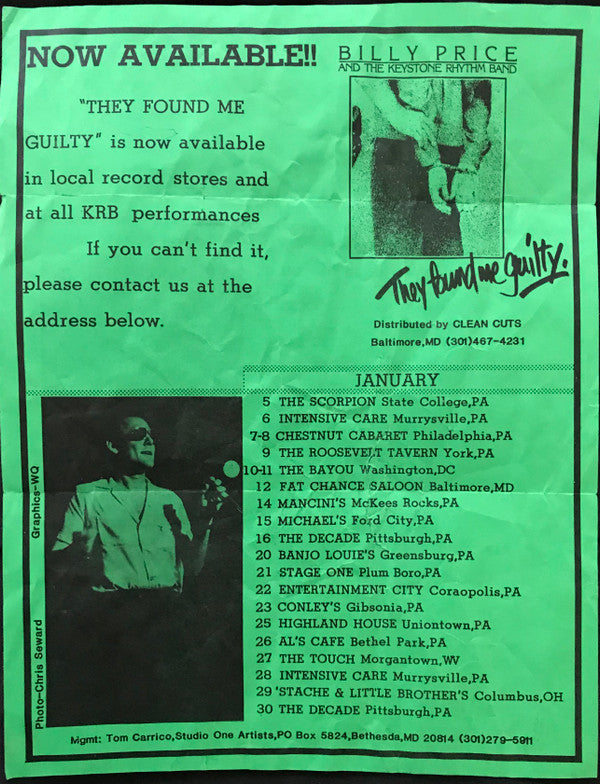 NOW AVAILABLE!!
"THEY FOUND ME
GUILTY" is now available
in local record stores and
at all KRB performances
If you can't find it,
please contact us at the
address below.
BILLY PRICE
AND THE KEYSTONE RHYTHM BAND
They found me guilty.
Distributed by CLEAN CUTS
Baltimore,MD (301)467-4231
JANUARY
5 THE SCORPION State College,PA
6 INTENSIVE CARE Murrysville,PA
7-8 CHESTNUT CABARET Philadelphia,PA
9 THE ROOSEVELT TAVERN York,PA
10-11 THE BAYOU Washington,DC
12 FAT CHANCE SALOON Baltimore,MD
14 MANCINI'S McKees Rocks,PA
15 MICHAEL'S Ford City,PA
16 THE DECADE Pittsburgh,PA
20 BANJO LOUIE'S Greensburg,PA
21 STAGE ONE Plum Boro,PA
22 ENTERTAINMENT CITY Coraopolis,PA
23 CONLEY'S Gibsonia,PA
25 HIGHLAND HOUSE Uniontown,PA
26 AL'S CAFE Bethel Park,PA
27 THE TOUCH Morgantown,WV
28 INTENSIVE CARE Murrysville,PA
29 'STACHE & LITTLE BROTHER'S Columbus,OH
30 THE DECADE Pittsburgh,PA
Graphics-WQ
Photo-Chris Seward
Mgmt: Tom Carrico,Studio One Artists,PO Box 5824,Bethesda,MD 20814 (301)279-5911